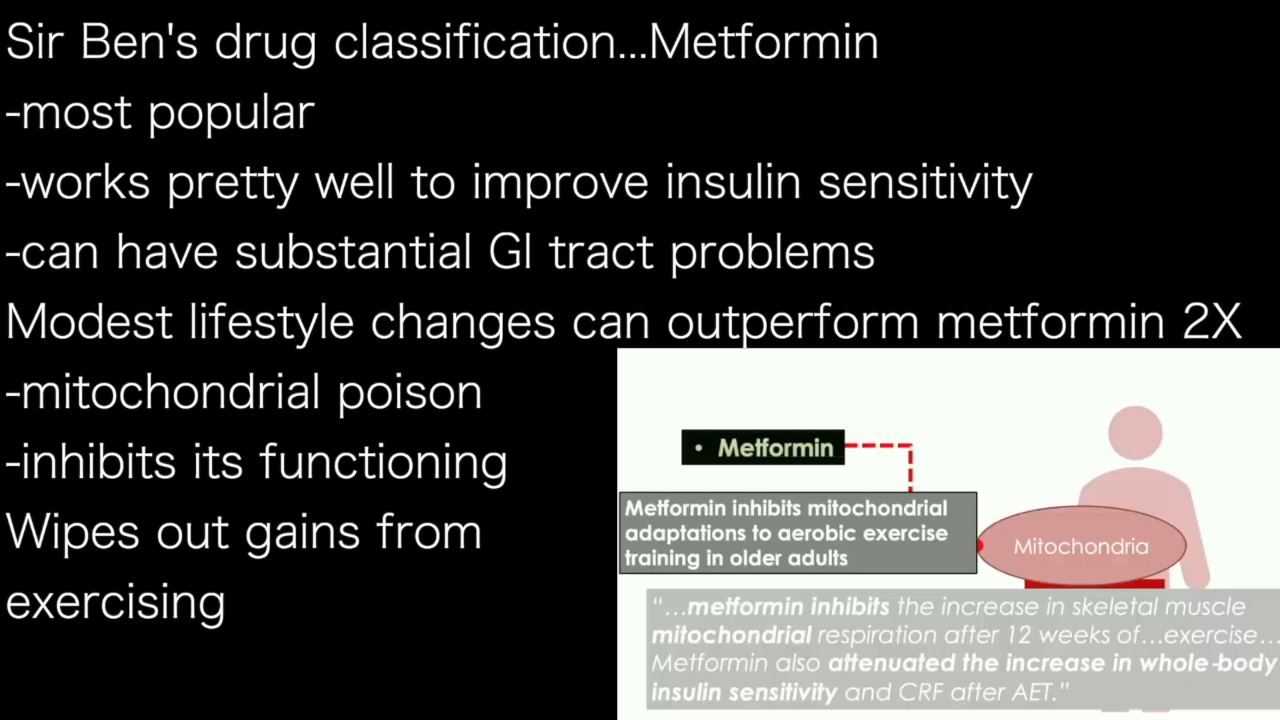 Sir Ben's drug classification...Metformin
-most popular
-works pretty well to improve insulin sensitivity
-can have substantial GI tract problems
Modest lifestyle changes can outperform metformin 2X
-mitochondrial poison
-inhibits its functioning
Wipes out gains from
exercising
• Metformin
Metformin inhibits mitochondrial
adaptations to aerobic exercise
training in older adults
Mitochondria
"...metformin inhibits the increase in skeletal muscle
mitochondrial respiration after 12 weeks of...exercise...
Metformin also attenuated the increase in whole-body
insulin sensitivity and CRF after AET."